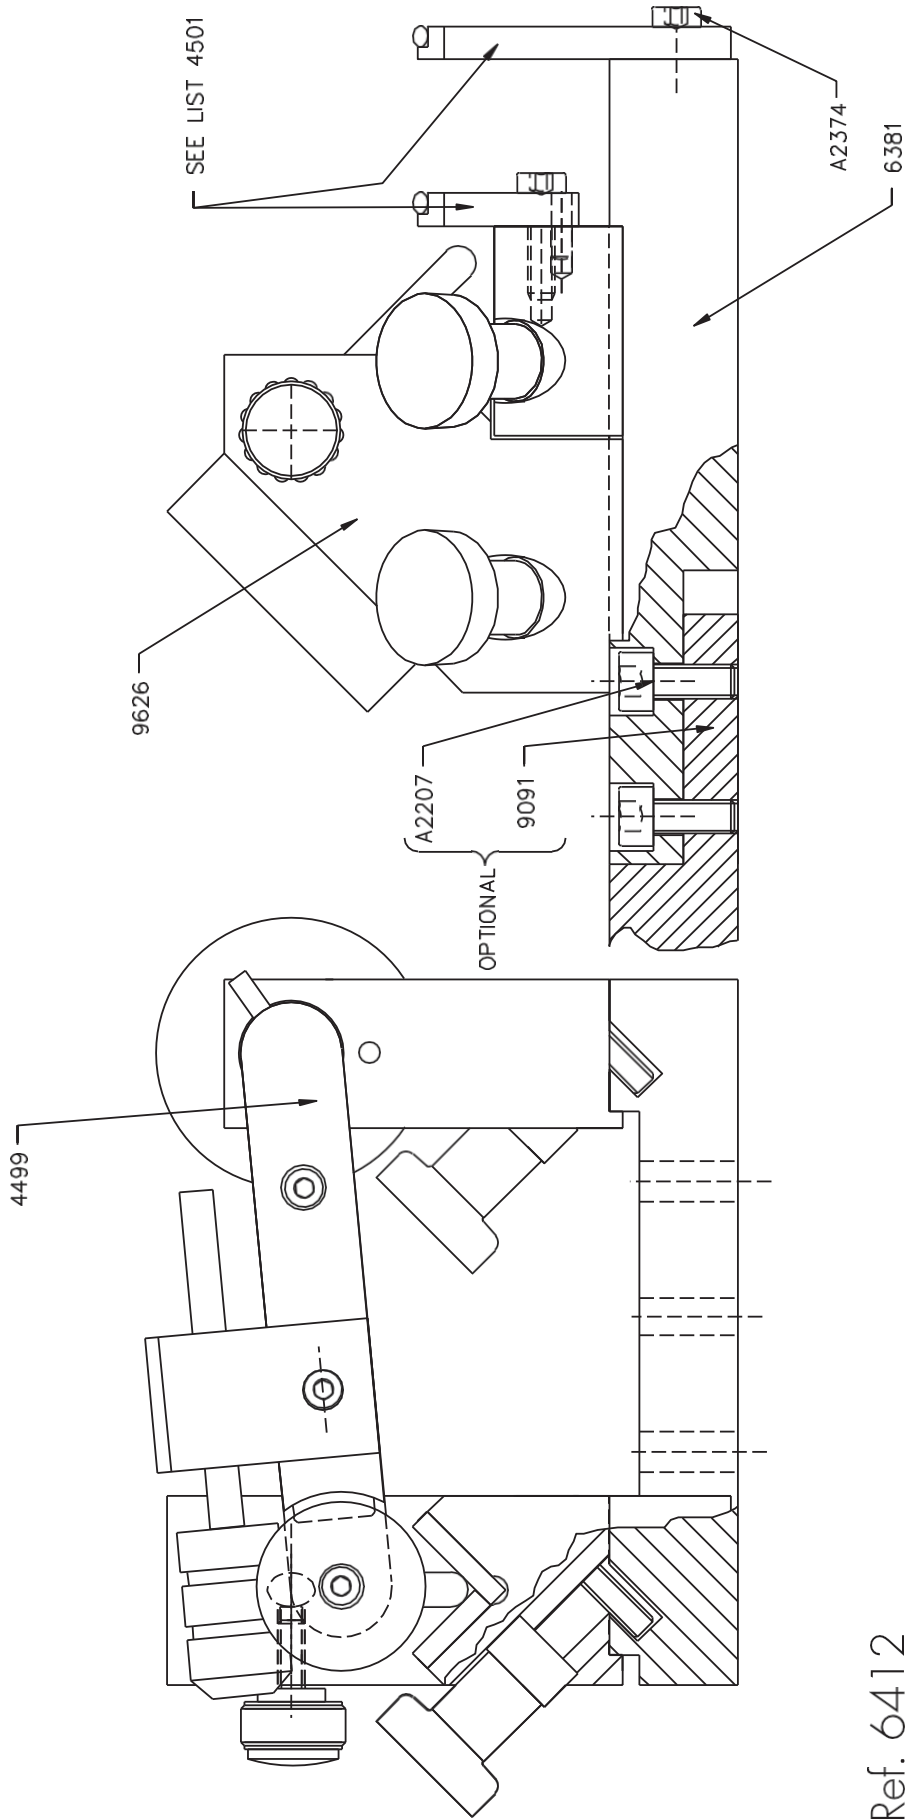 SEE LIST 4501
A2374
6381
9626
A2207
9091
OPTIONAL
4499
Ref. 6412